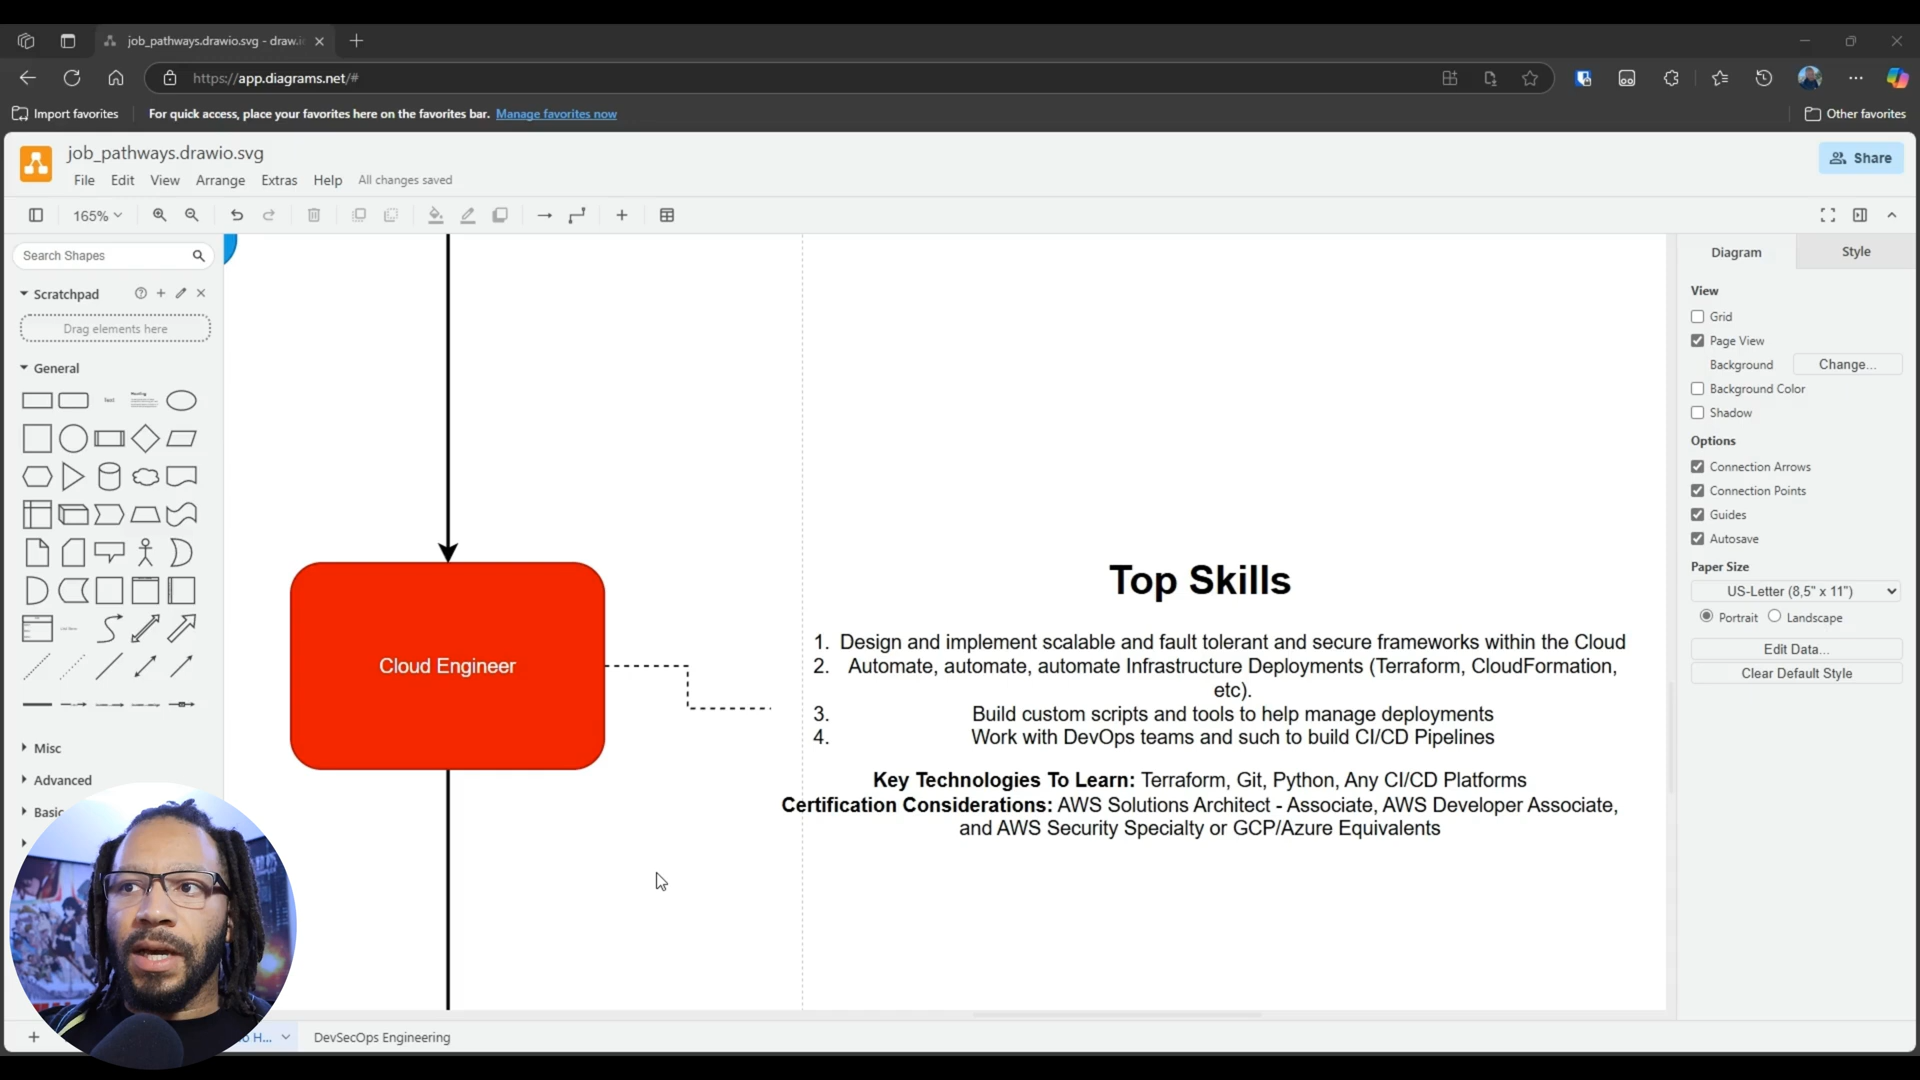 job_pathways.drawio.svg - draw.i
https://app.diagrams.net/#
Import favorites
For quick access, place your favorites here on the favorites bar. Manage favorites now
Other favorites
job_pathways.drawio.svg
File Edit View Arrange Extras Help All changes saved
Share
165%
Search Shapes
Scratchpad
Drag elements here
General
Text
Heading
Misc
Advanced
Basic
Cloud Engineer
Top Skills
1. Design and implement scalable and fault tolerant and secure frameworks within the Cloud
2. Automate, automate, automate Infrastructure Deployments (Terraform, CloudFormation,
etc).
3. Build custom scripts and tools to help manage deployments
4. Work with DevOps teams and such to build CI/CD Pipelines
Key Technologies To Learn: Terraform, Git, Python, Any CI/CD Platforms
Certification Considerations: AWS Solutions Architect - Associate, AWS Developer Associate,
and AWS Security Specialty or GCP/Azure Equivalents
Diagram Style
View
Grid
Page View
Background Change...
Background Color
Shadow
Options
Connection Arrows
Connection Points
Guides
Autosave
Paper Size
US-Letter (8,5" x 11")
Portrait Landscape
Edit Data...
Clear Default Style
H...
DevSecOps Engineering